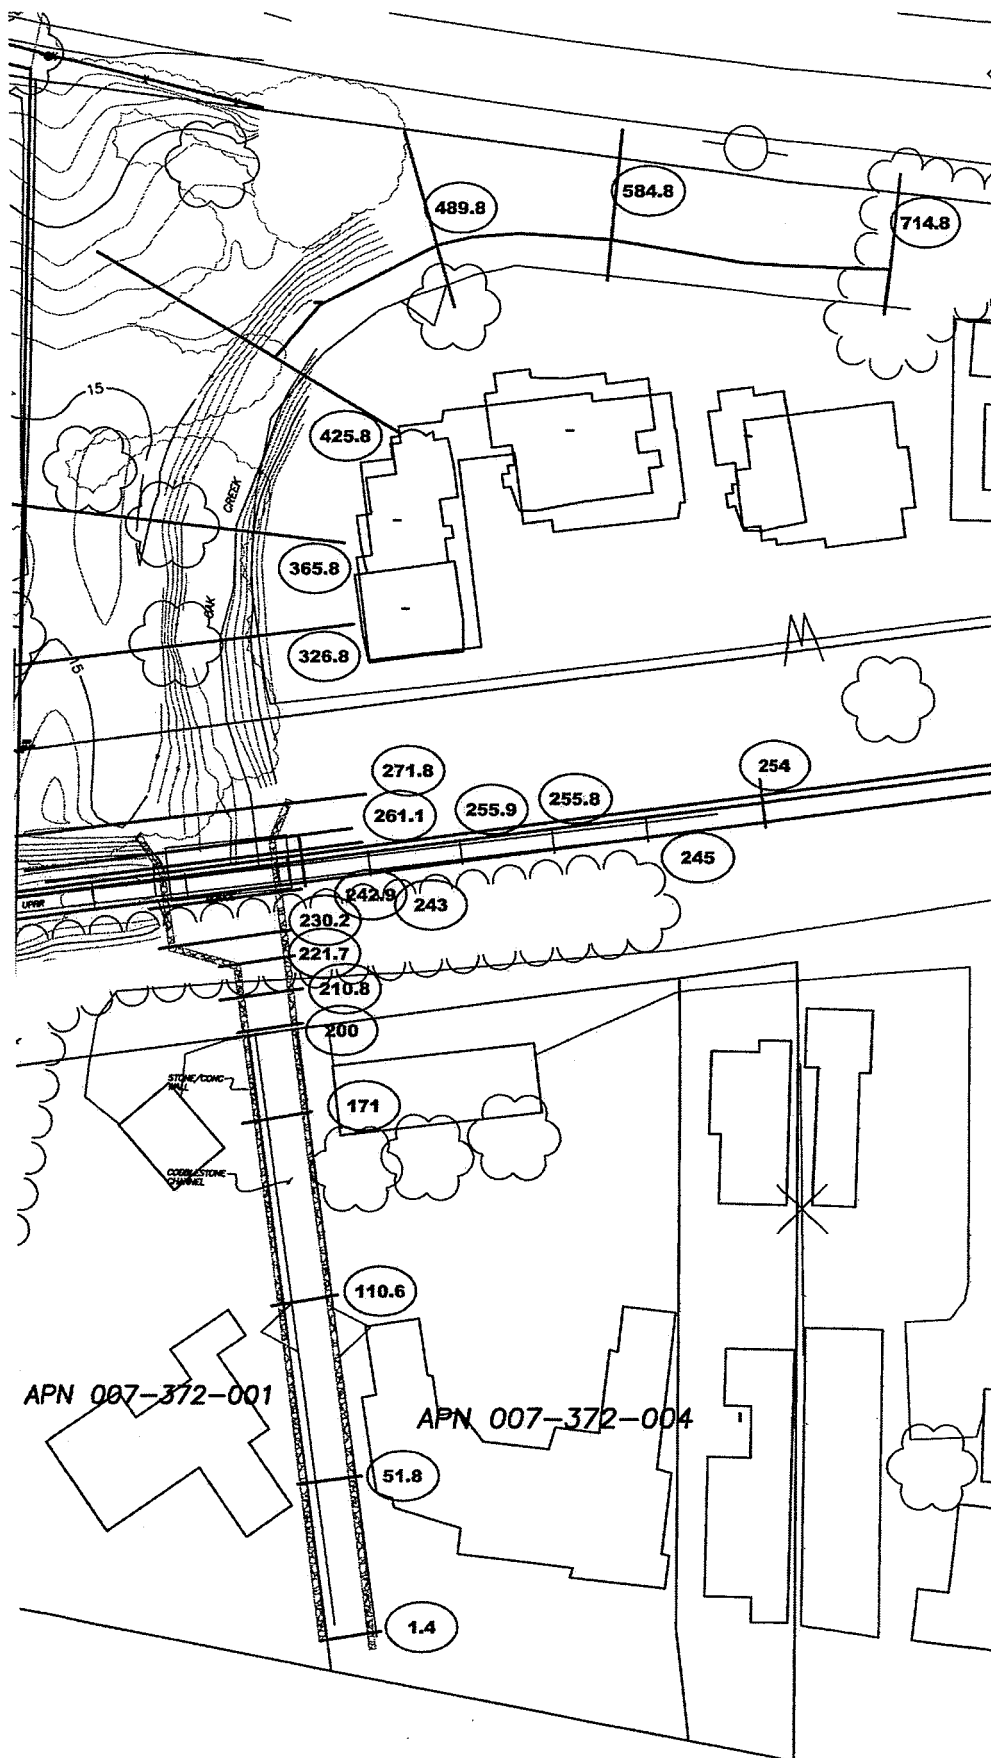 489.8
584.8
714.8
15
425.8
CREEK
365.8
OAK
326.8
15
271.8
254
261.1
255.9
255.8
245
242.9
243
UPRR
230.2
221.7
210.8
200
STONE/CONC
WALL
171
COBBLESTONE
CHANNEL
110.6
APN 007-372-001
APN 007-372-004
51.8
1.4